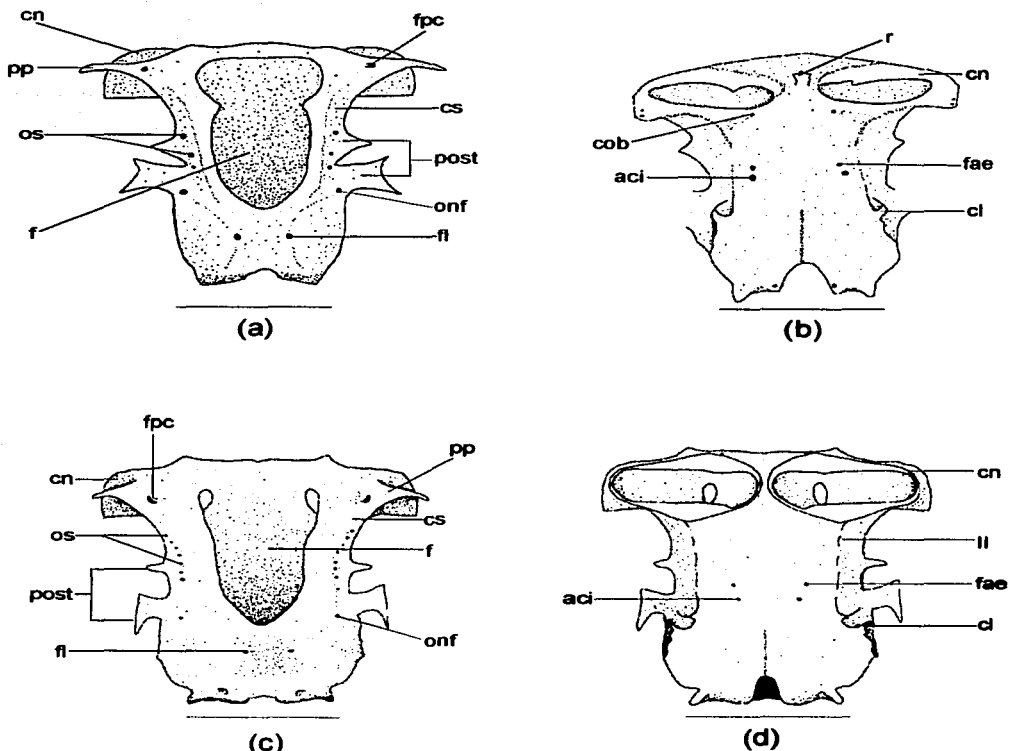 cn
fpc
pp
os
cs
post
onf
f
fl
(a)
r
cn
cob
aci
fae
cl
(b)
fpc
cn
pp
os
cs
f
post
fl
onf
(c)
cn
ll
aci
fae
cl
(d)